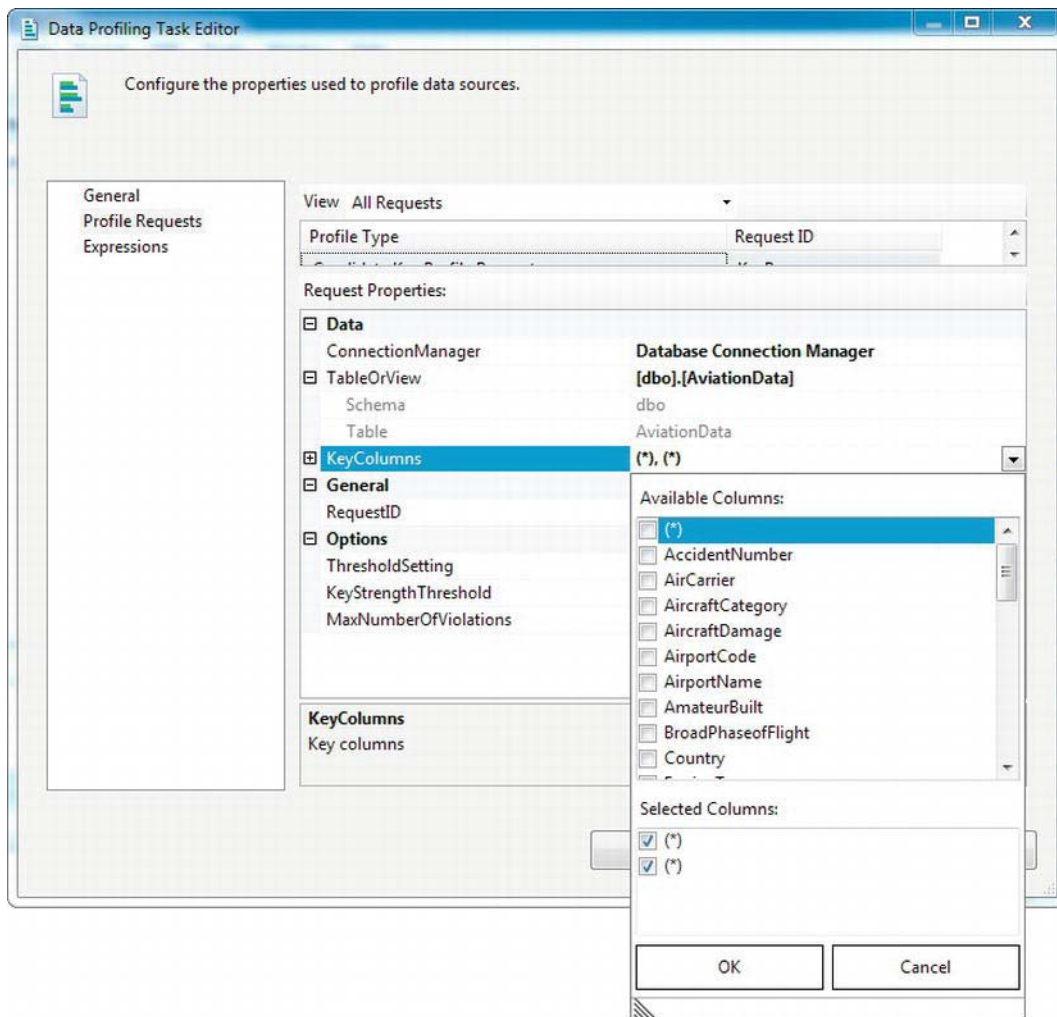 Data Profiling Task Editor
Configure the properties used to profile data sources.
General
Profile Requests
Expressions
View All Requests
Profile Type Request ID
Request Properties:
Data
ConnectionManager Database Connection Manager
TableOrView [dbo].[AviationData]
Schema dbo
Table AviationData
KeyColumns (*), (*)
General
RequestID
Options
ThresholdSetting
KeyStrengthThreshold
MaxNumberOfViolations
KeyColumns
Key columns
Available Columns:
(*)
AccidentNumber
AirCarrier
AircraftCategory
AircraftDamage
AirportCode
AirportName
AmateurBuilt
BroadPhaseofFlight
Country
Selected Columns:
(*)
(*)
OK Cancel